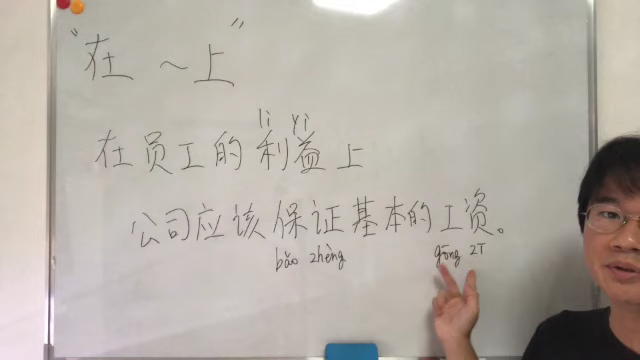 "在 ～上"
lì yì
在员工的利益上
公司应该保证基本的工资。
bǎo zhèng gōng zī